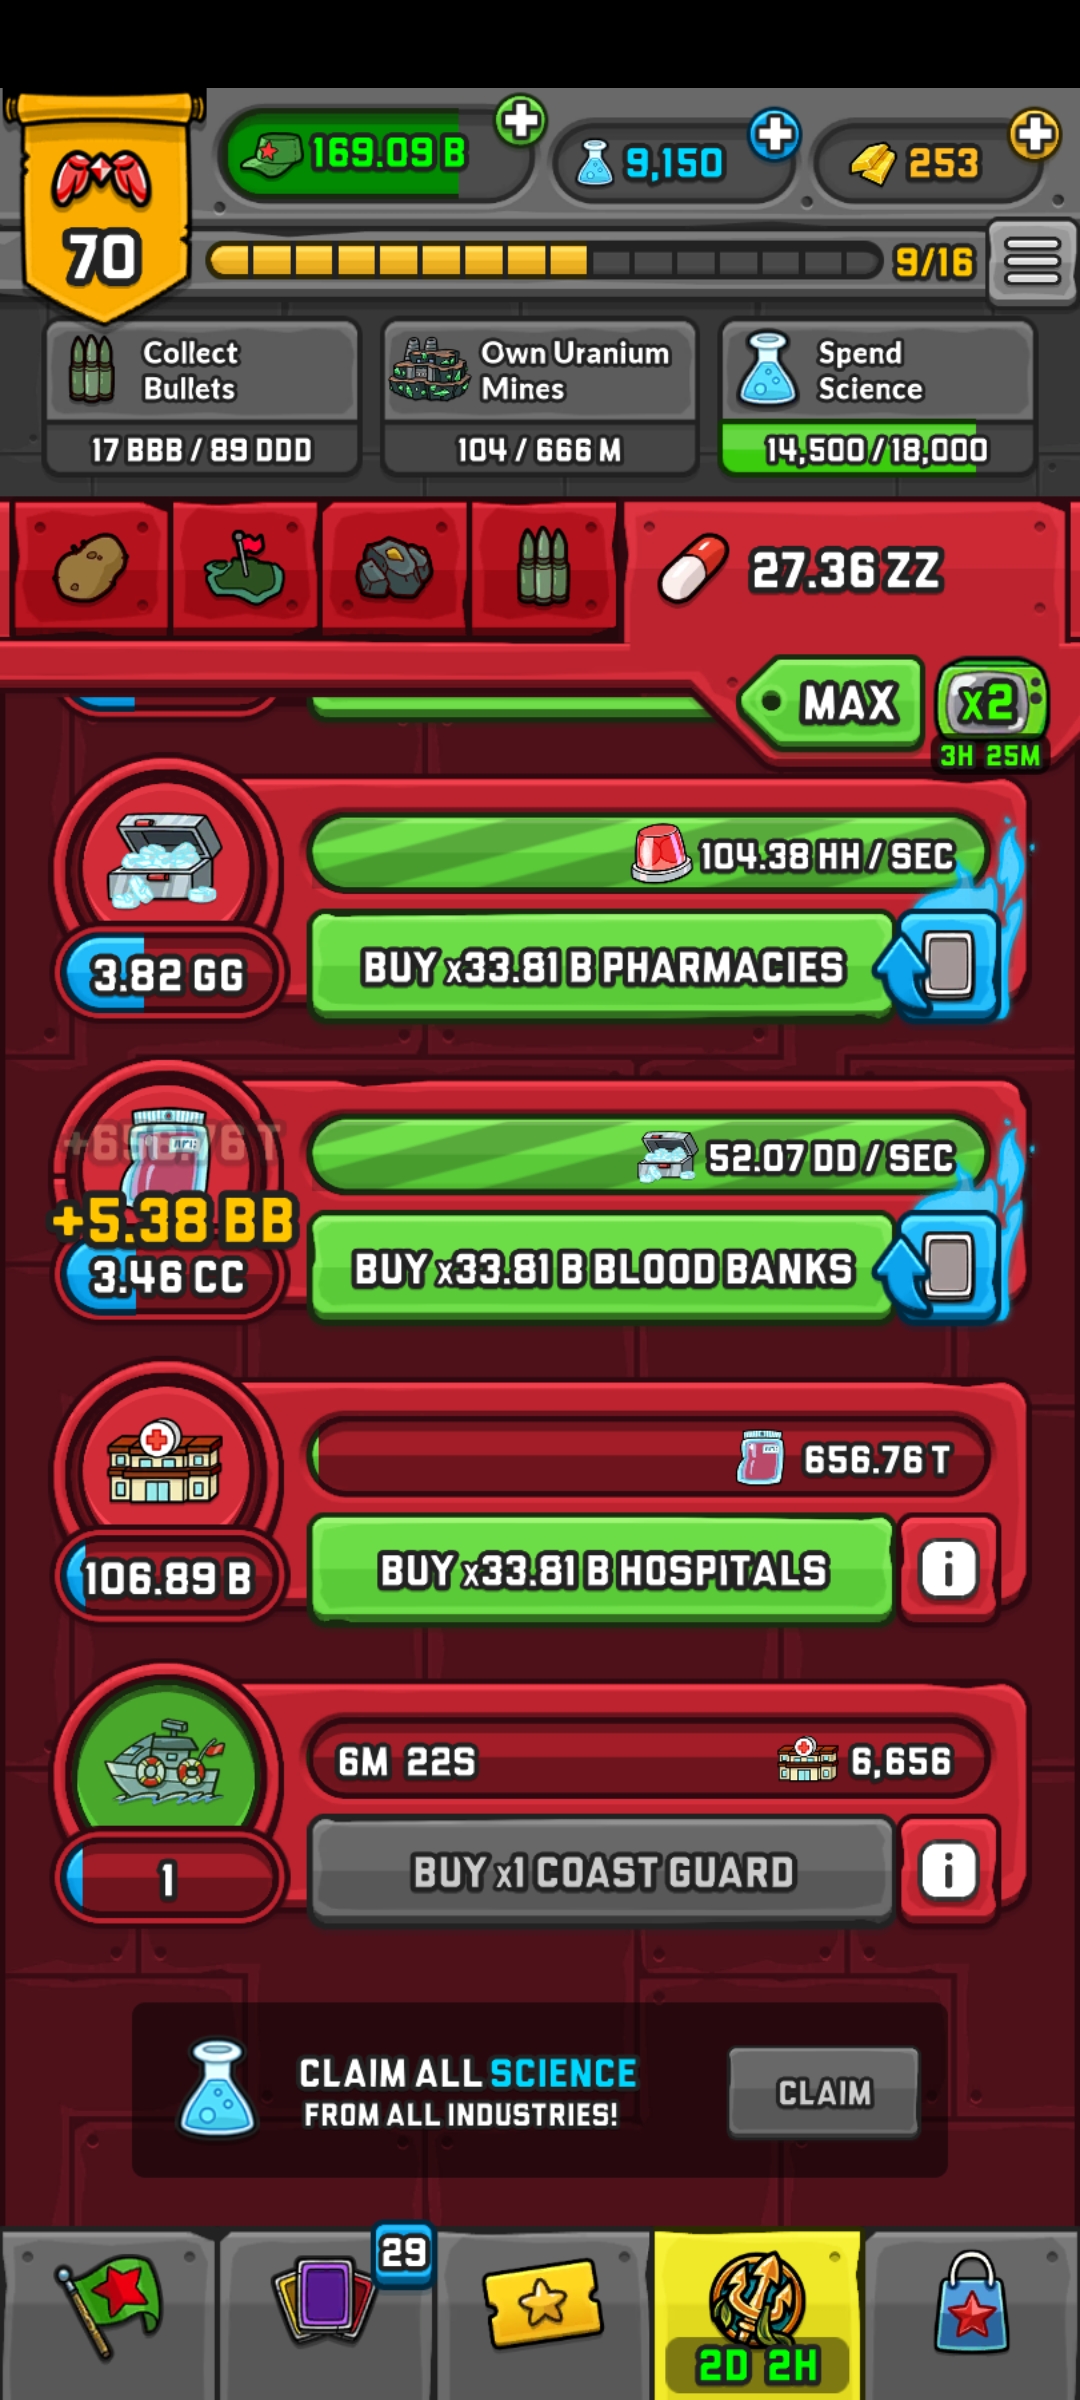 169.09 B
9,150
253
70
9/16
Collect
Bullets
17 BBB / 89 DDD
Own Uranium
Mines
104 / 666 M
Spend
Science
14,500 / 18,000
27.36 ZZ
MAX
x2
3H 25M
104.38 HH / SEC
3.82 GG
BUY x33.81 B PHARMACIES
+656.76 T
52.07 DD / SEC
+5.38 BB
3.46 CC
BUY x33.81 B BLOOD BANKS
656.76 T
106.89 B
BUY x33.81 B HOSPITALS
i
6M 22S
6,656
1
BUY x1 COAST GUARD
i
CLAIM ALL SCIENCE
FROM ALL INDUSTRIES!
CLAIM
29
2D 2H